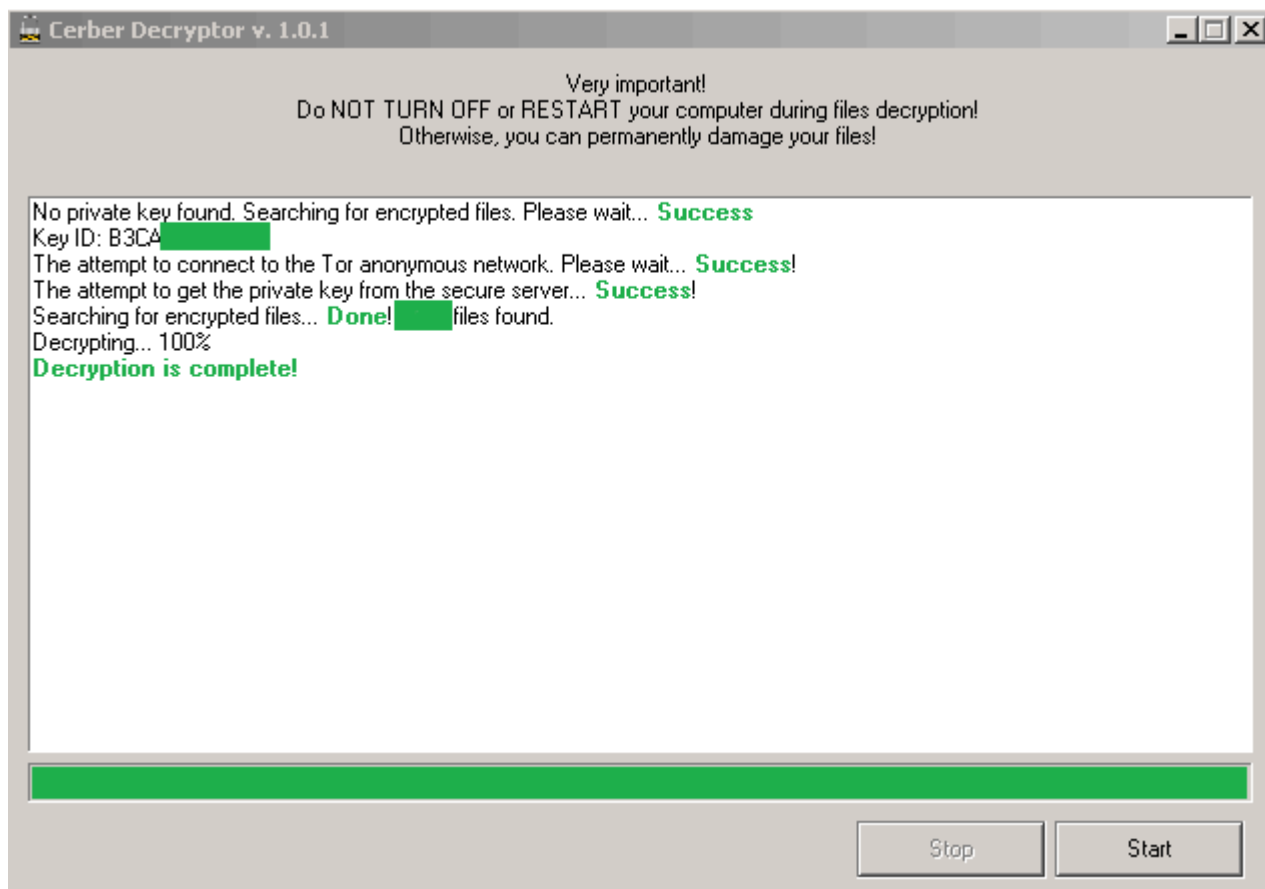 Cerber Decryptor v. 1.0.1
Very important!
Do NOT TURN OFF or RESTART your computer during files decryption!
Otherwise, you can permanently damage your files!
No private key found. Searching for encrypted files. Please wait... Success
Key ID: B3CA
The attempt to connect to the Tor anonymous network. Please wait... Success!
The attempt to get the private key from the secure server... Success!
Searching for encrypted files... Done! files found.
Decrypting... 100%
Decryption is complete!
Stop
Start